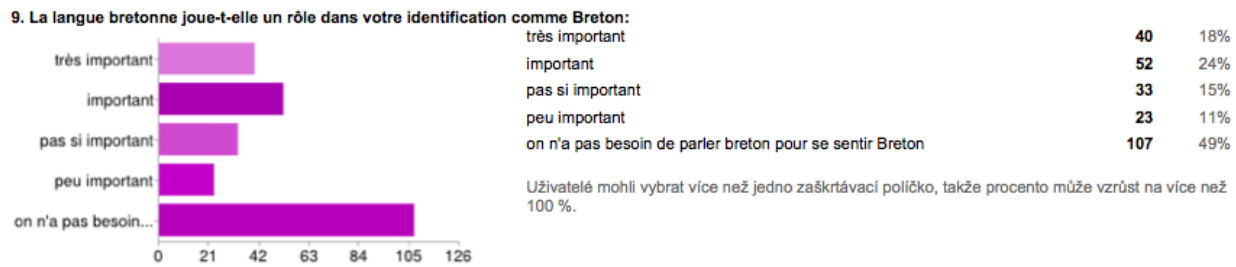 9. La langue bretonne joue-t-elle un rôle dans votre identification comme Breton:
très important
important
pas si important
peu important
on n'a pas besoin...
0 21 42 63 84 105 126
très important 40 18%
important 52 24%
pas si important 33 15%
peu important 23 11%
on n'a pas besoin de parler breton pour se sentir Breton 107 49%
Uživatelé mohli vybrat více než jedno zaškrtávací políčko, takže procento může vzrůst na více než
100 %.